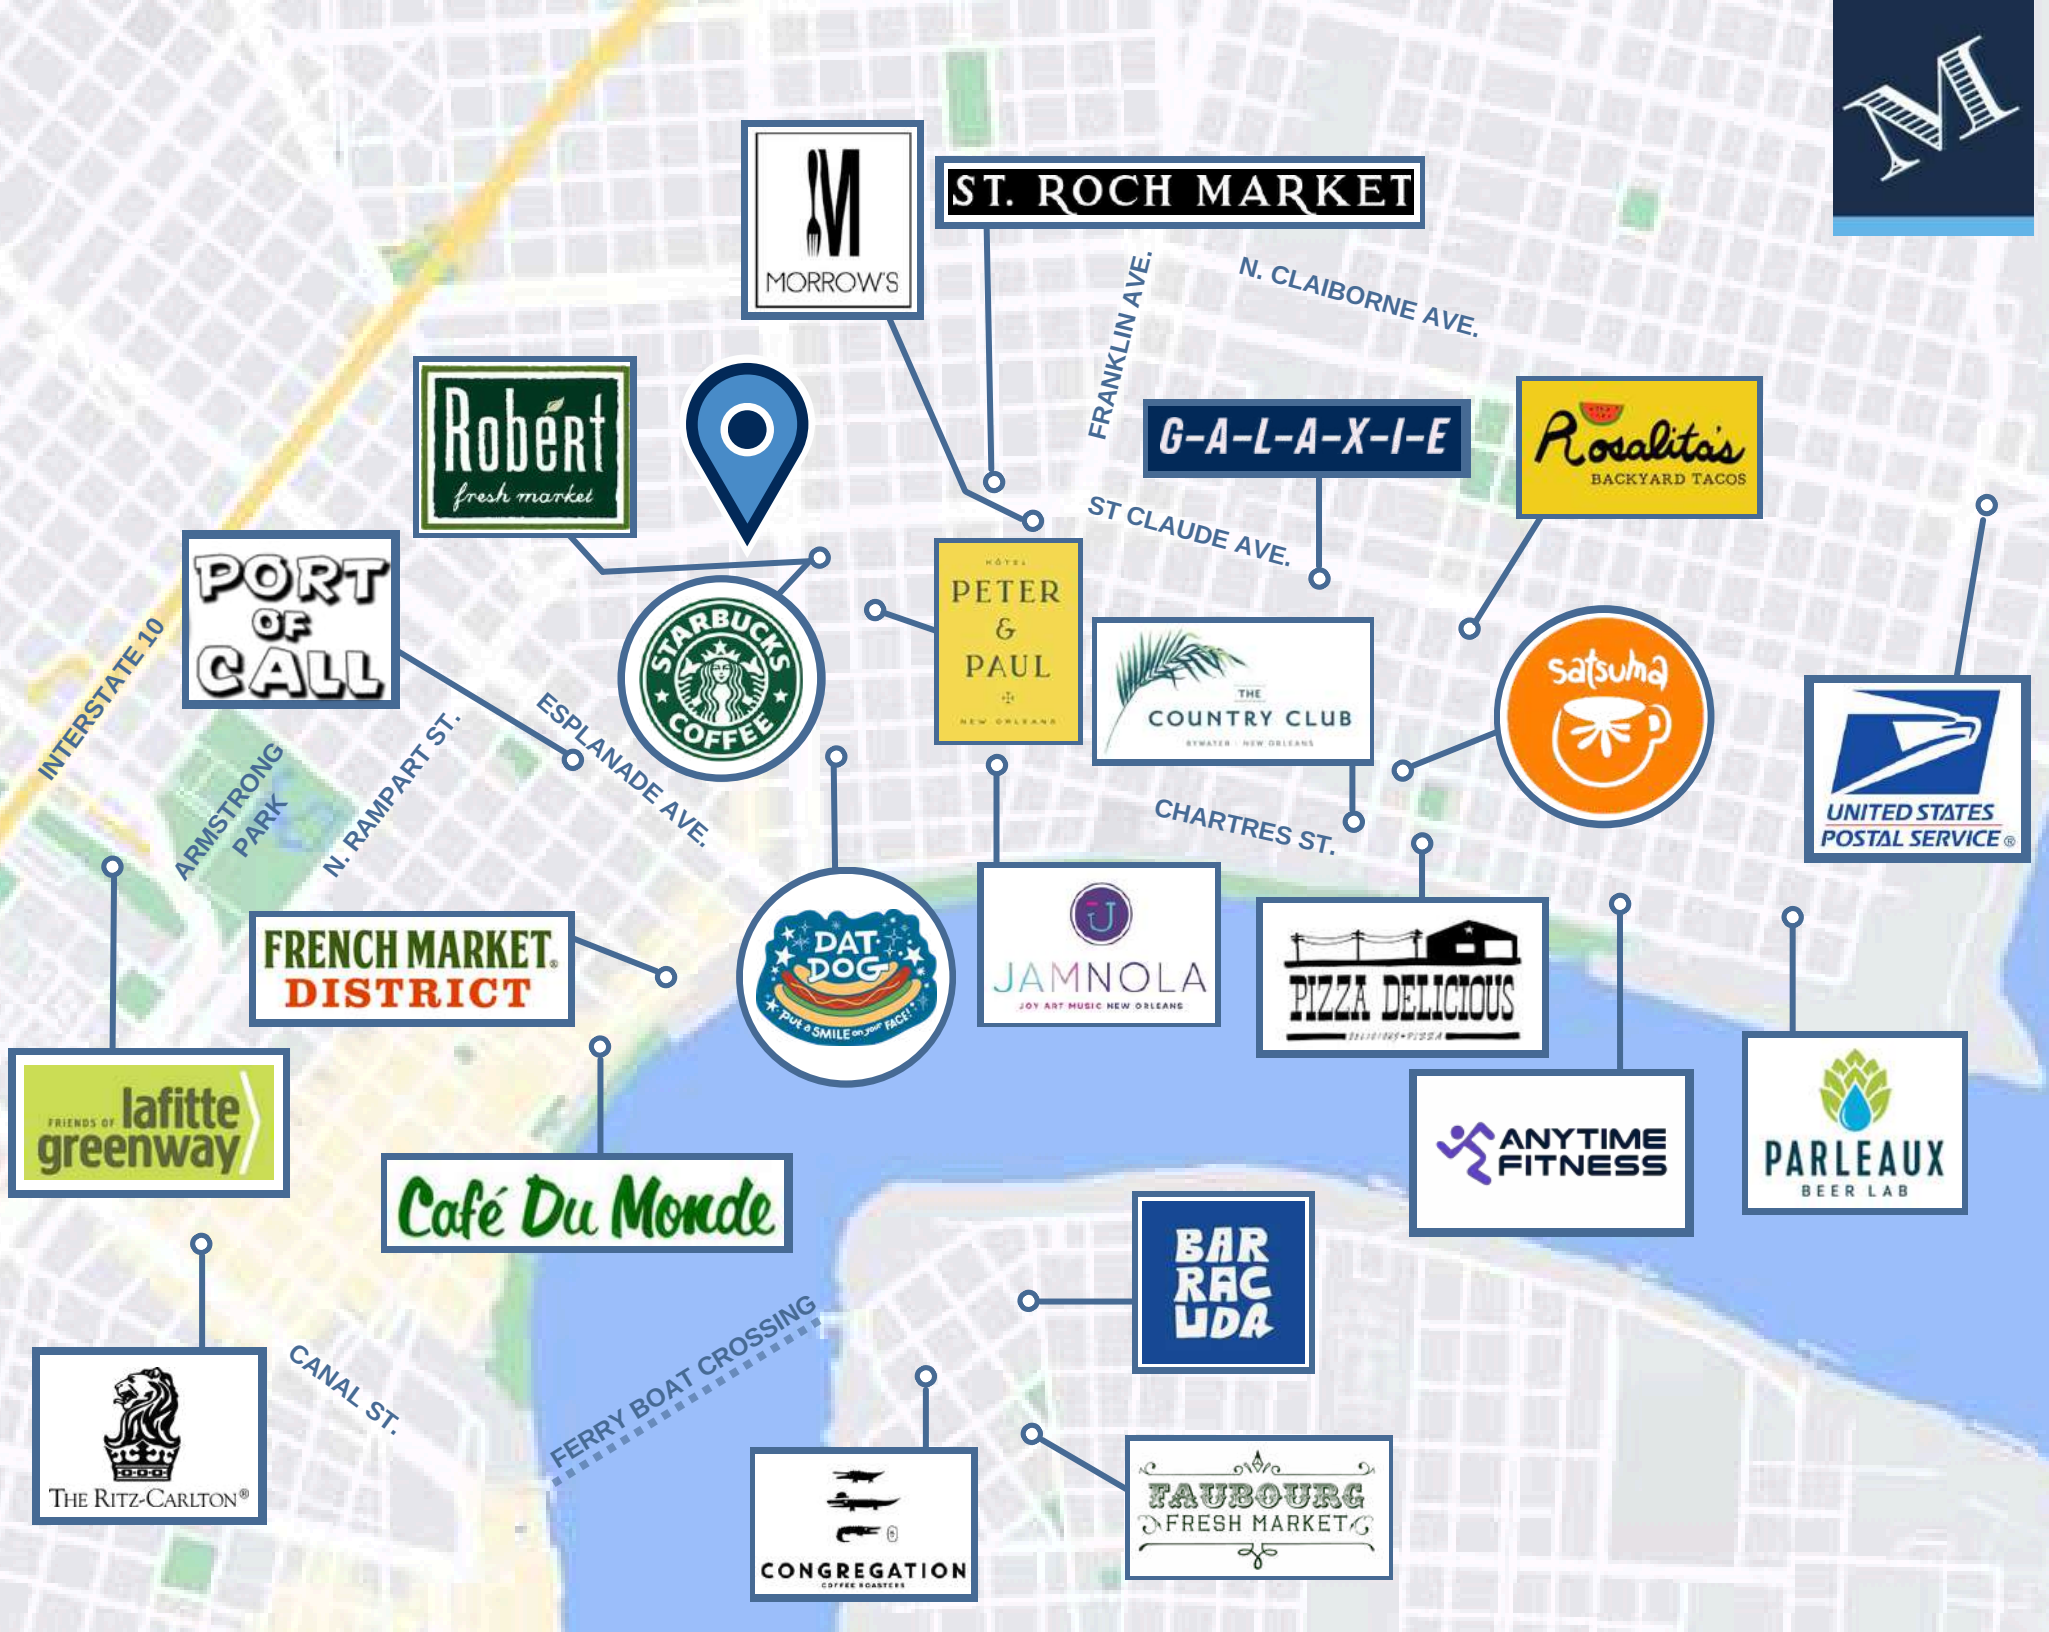 M
M
MORROW'S
ST. ROCH MARKET
FRANKLIN AVE.
N. CLAIBORNE AVE.
Robért
fresh market
G-A-L-A-X-I-E
Rosalita's
BACKYARD TACOS
ST CLAUDE AVE.
PORT
OF
CALL
INTERSTATE 10
STARBUCKS
COFFEE
HÔTEL
PETER
&
PAUL
NEW ORLEANS
THE
COUNTRY CLUB
BYWATER · NEW ORLEANS
satsuma
UNITED STATES
POSTAL SERVICE®
ESPLANADE AVE.
ARMSTRONG
PARK
N. RAMPART ST.
CHARTRES ST.
FRENCH MARKET®
DISTRICT
DAT
DOG
Put a SMILE on your FACE!
J
JAMNOLA
JOY ART MUSIC NEW ORLEANS
PIZZA DELICIOUS
DELICIOUS PIZZA
FRIENDS OF lafitte
greenway
Café Du Monde
ANYTIME
FITNESS
PARLEAUX
BEER LAB
BAR
RAC
UDA
FERRY BOAT CROSSING
CANAL ST.
THE RITZ-CARLTON®
CONGREGATION
COFFEE ROASTERS
FAUBOURG
FRESH MARKET